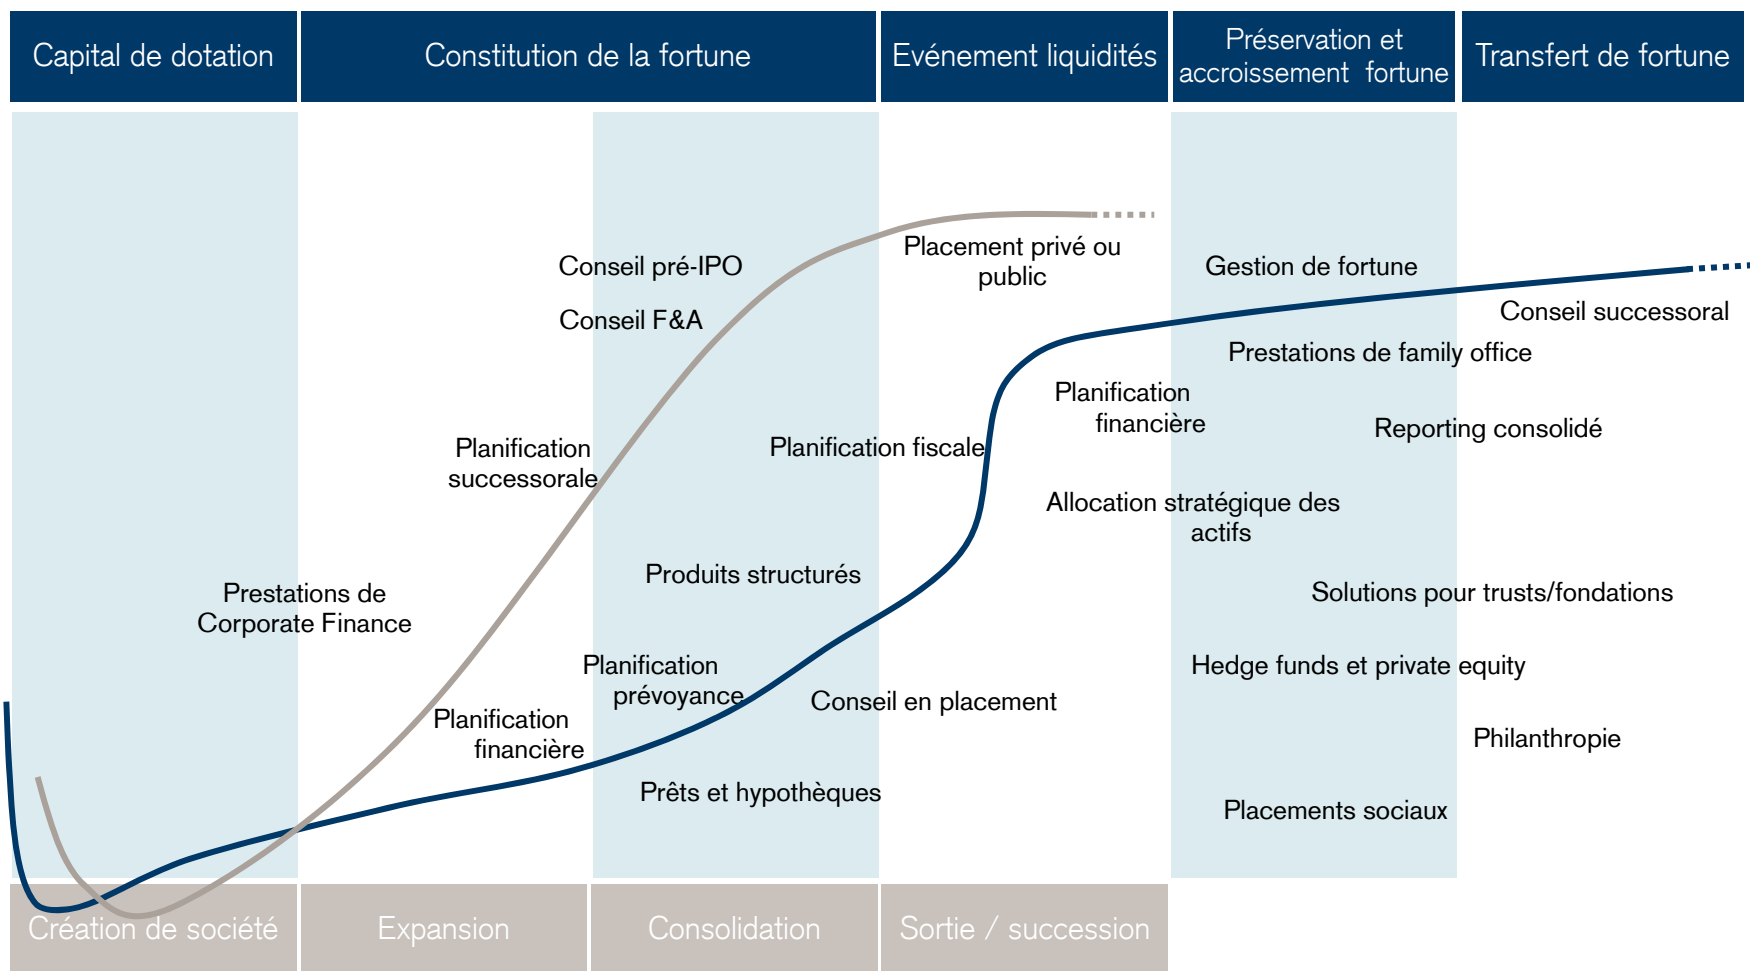 Capital de dotation
Constitution de la fortune
Evénement liquidités
Préservation et
accroissement fortune
Transfert de fortune
Conseil pré-IPO
Conseil F&A
Placement privé ou
public
Gestion de fortune
Conseil successoral
Prestations de family office
Planification
financière
Reporting consolidé
Planification
successorale
Planification fiscale
Allocation stratégique des
actifs
Prestations de
Corporate Finance
Produits structurés
Solutions pour trusts/fondations
Planification
prévoyance
Hedge funds et private equity
Conseil en placement
Planification
financière
Philanthropie
Prêts et hypothèques
Placements sociaux
Création de société
Expansion
Consolidation
Sortie / succession